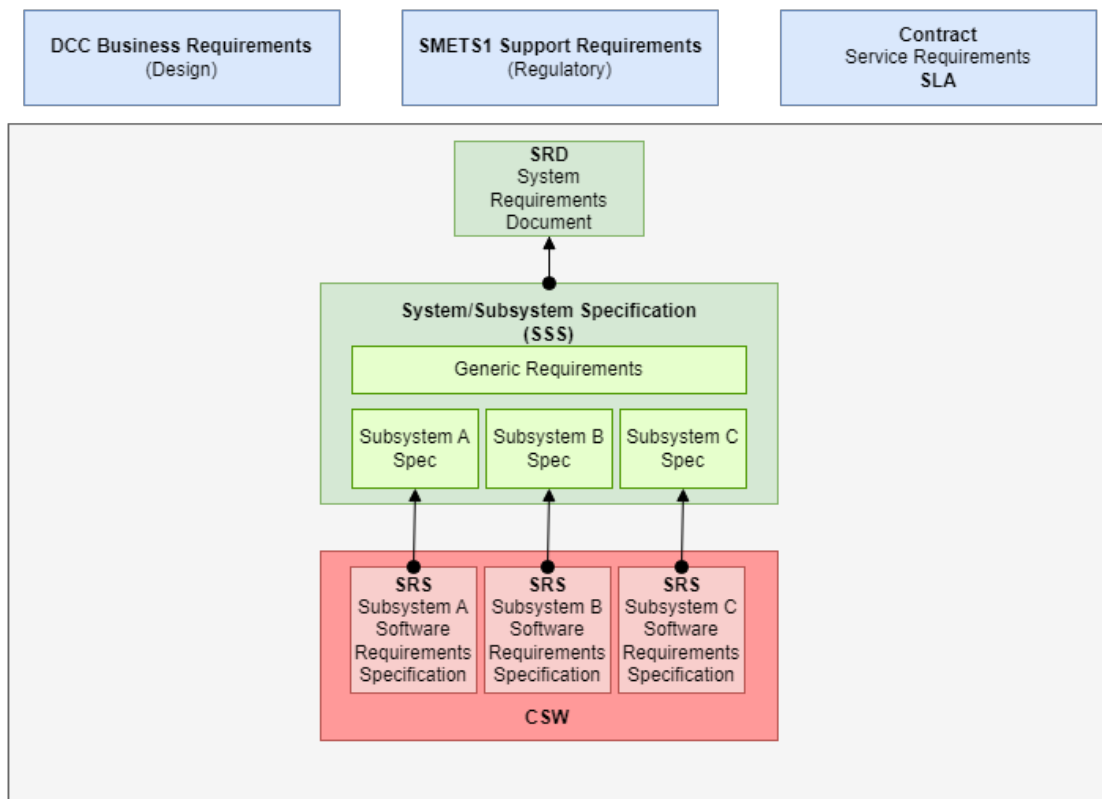 DCC Business Requirements
(Design)
SMETS1 Support Requirements
(Regulatory)
Contract
Service Requirements
SLA
SRD
System
Requirements
Document
System/Subsystem Specification
(SSS)
Generic Requirements
Subsystem A
Spec
Subsystem B
Spec
Subsystem C
Spec
SRS
Subsystem A
Software
Requirements
Specification
SRS
Subsystem B
Software
Requirements
Specification
SRS
Subsystem C
Software
Requirements
Specification
CSW